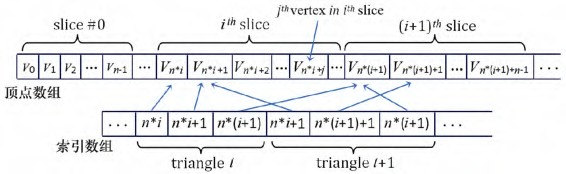 j^th vertex in i^th slice
slice #0 i^th slice (i+1)^th slice
V_0 V_1 V_2 ... V_n-1 ... V_n*i V_n*i+1 V_n*i+2 ... V_n*i+j ... V_n*(i+1) V_n*(i+1)+1 ... V_n*(i+1)+n-1 ...
顶点数组
... n*i n*i+1 n*(i+1) n*i+1 n*(i+1)+1 n*(i+1) ...
索引数组
triangle i triangle i+1